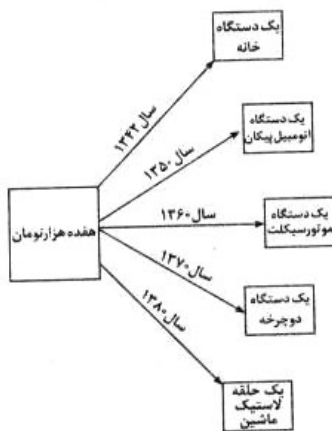 یک دستگاه
خانه
سال ۱۳۴۲
یک دستگاه
اتومبیل پیکان
سال ۱۳۵۰
هفده هزار تومان
سال ۱۳۶۰
یک دستگاه
موتورسیکلت
سال ۱۳۷۰
یک دستگاه
دوچرخه
سال ۱۳۸۰
یک حلقه
لاستیک
ماشین